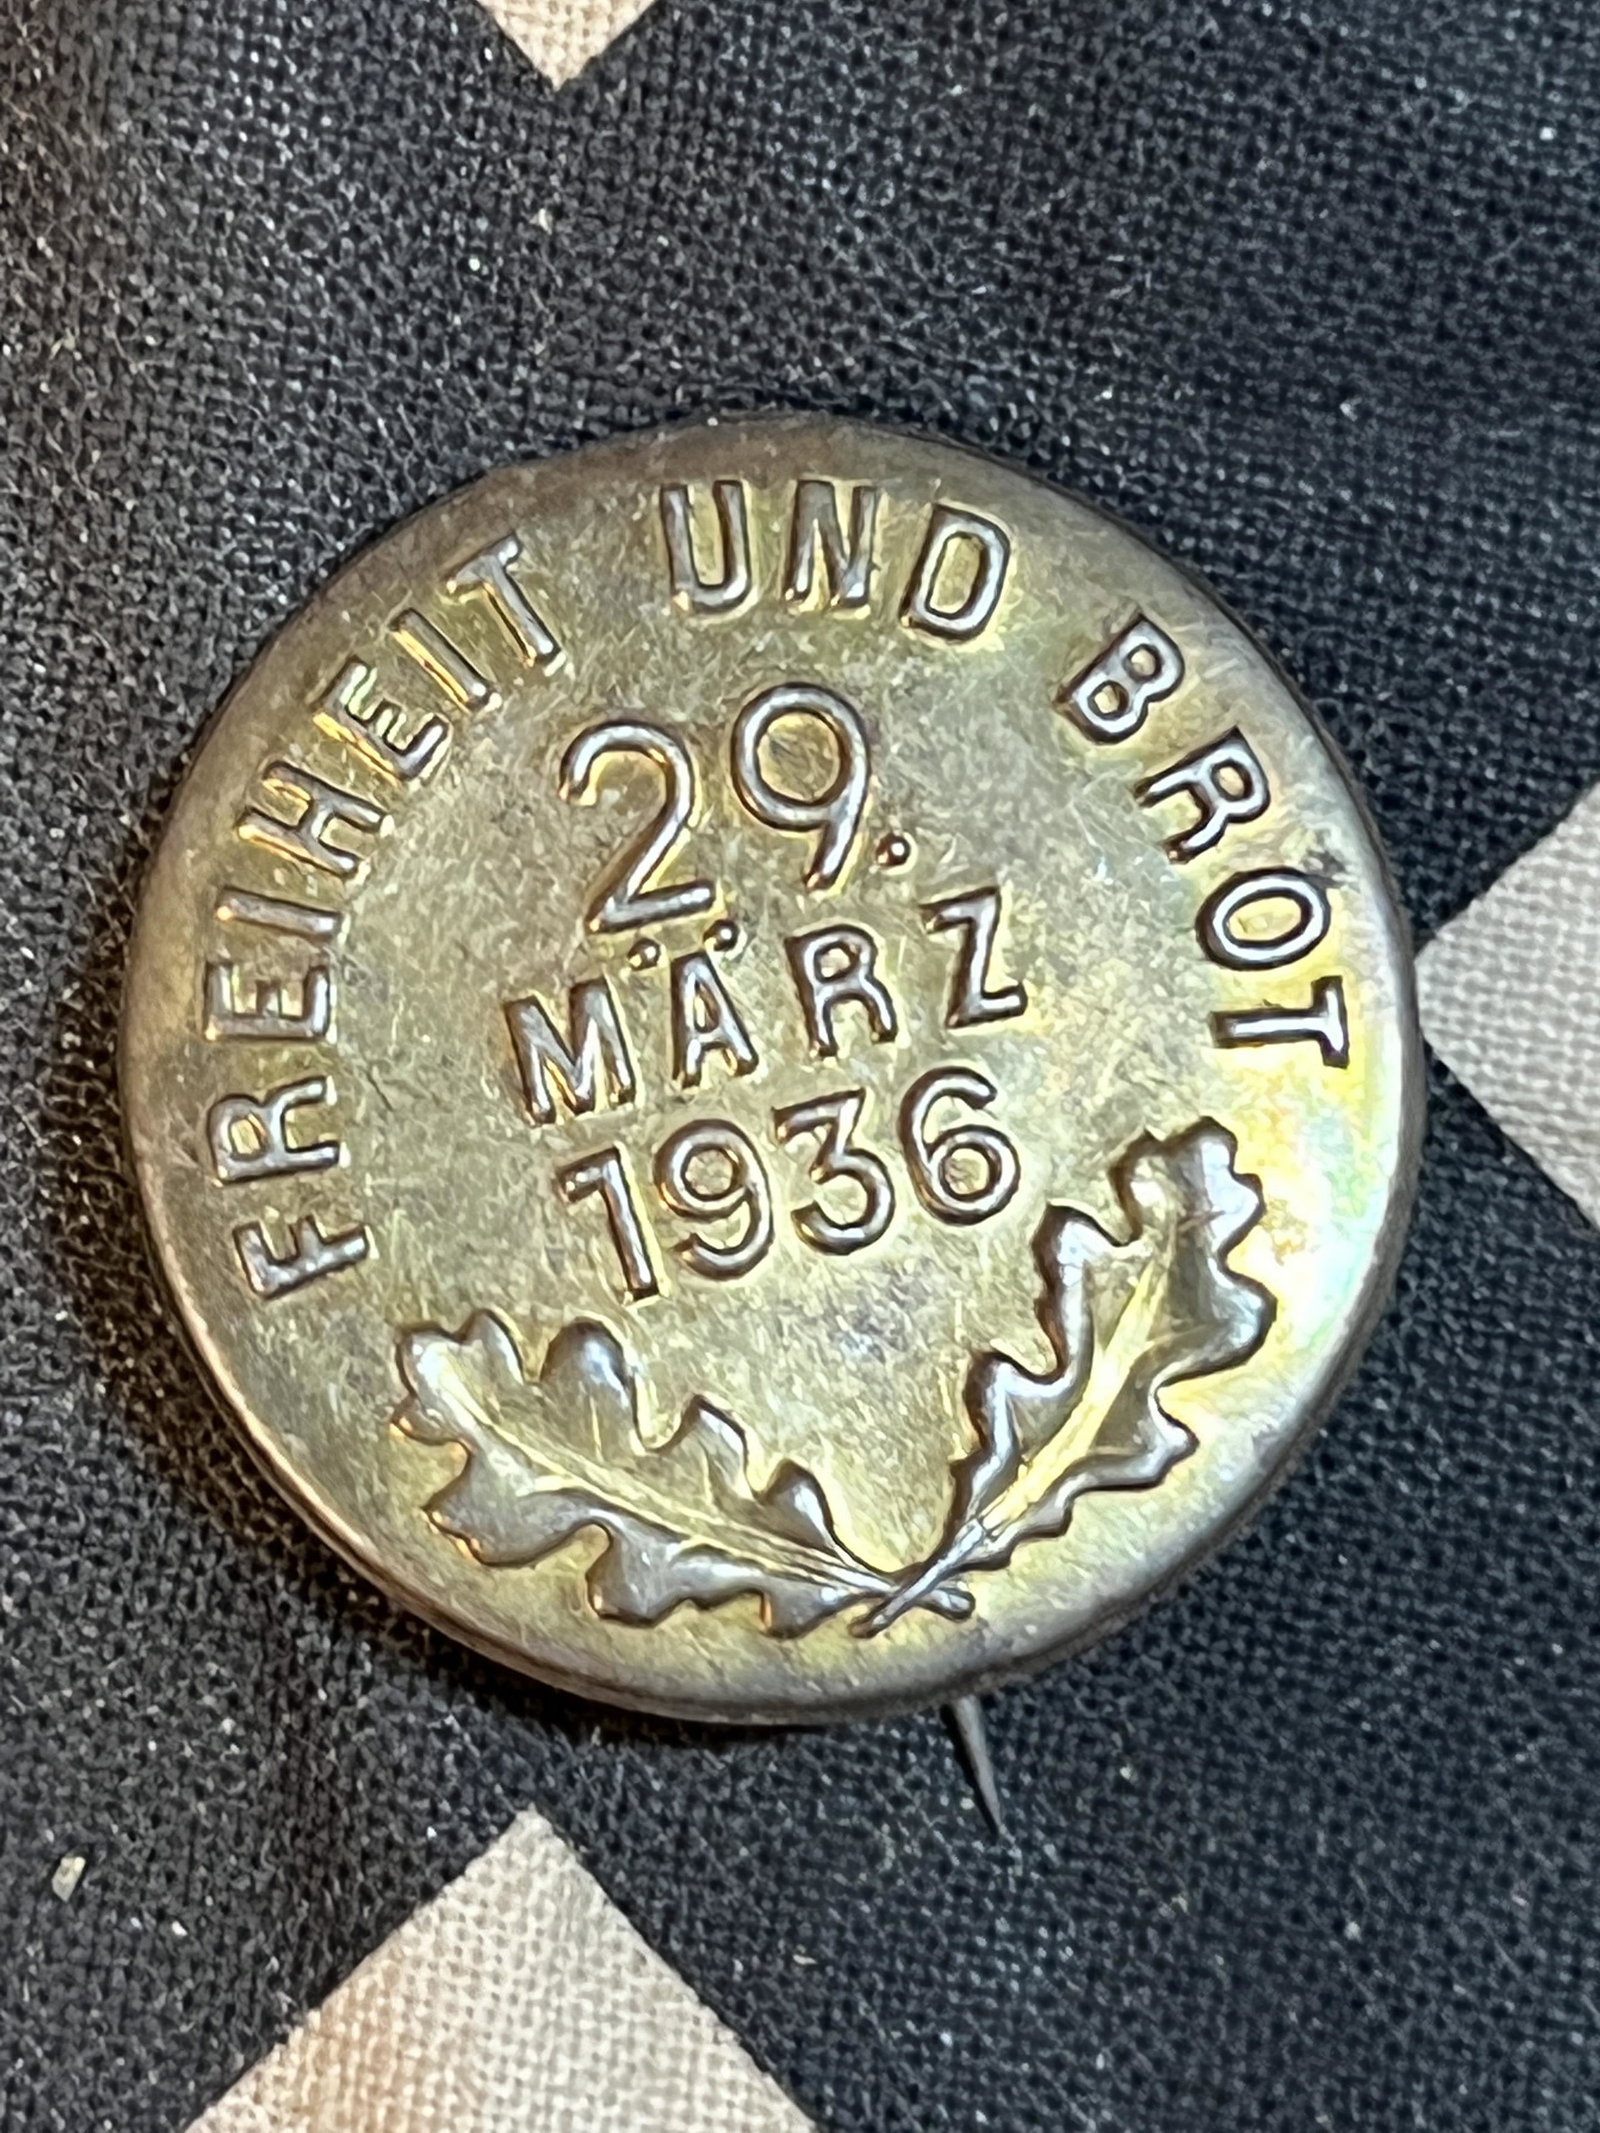 FREIHEIT UND BROT
29.
MÄRZ
1936